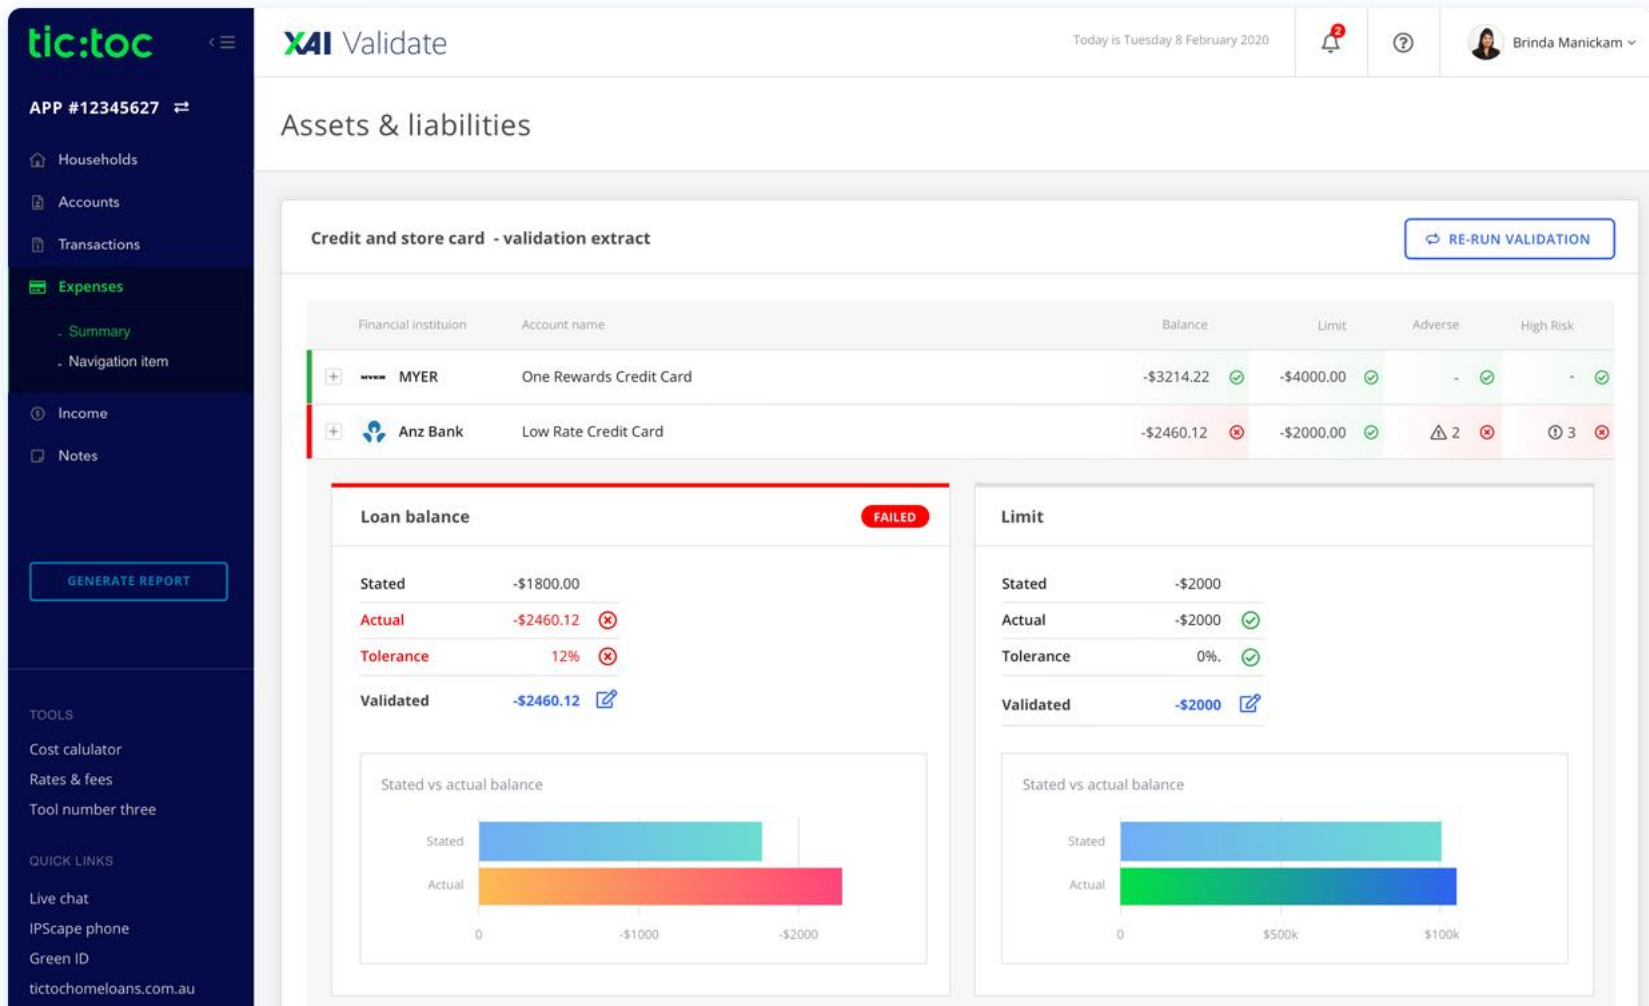 tic:toc
APP #12345627
Households
Accounts
Transactions
Expenses
Summary
Navigation item
Income
Notes
GENERATE REPORT
TOOLS
Cost calulator
Rates & fees
Tool number three
QUICK LINKS
Live chat
IPScape phone
Green ID
tictochomeloans.com.au
XAI Validate
Today is Tuesday 8 February 2020
2
Brinda Manickam
Assets & liabilities
Credit and store card - validation extract
RE-RUN VALIDATION
Financial instituion Account name Balance Limit Adverse High Risk
MYER MYER One Rewards Credit Card -$3214.22 -$4000.00 - -
Anz Bank Low Rate Credit Card -$2460.12 -$2000.00 2 3
Loan balance FAILED
Stated -$1800.00
Actual -$2460.12
Tolerance 12%
Validated -$2460.12
Stated vs actual balance
Stated
Actual
0 -$1000 -$2000
Limit
Stated -$2000
Actual -$2000
Tolerance 0%.
Validated -$2000
Stated vs actual balance
Stated
Actual
0 $500k $100k